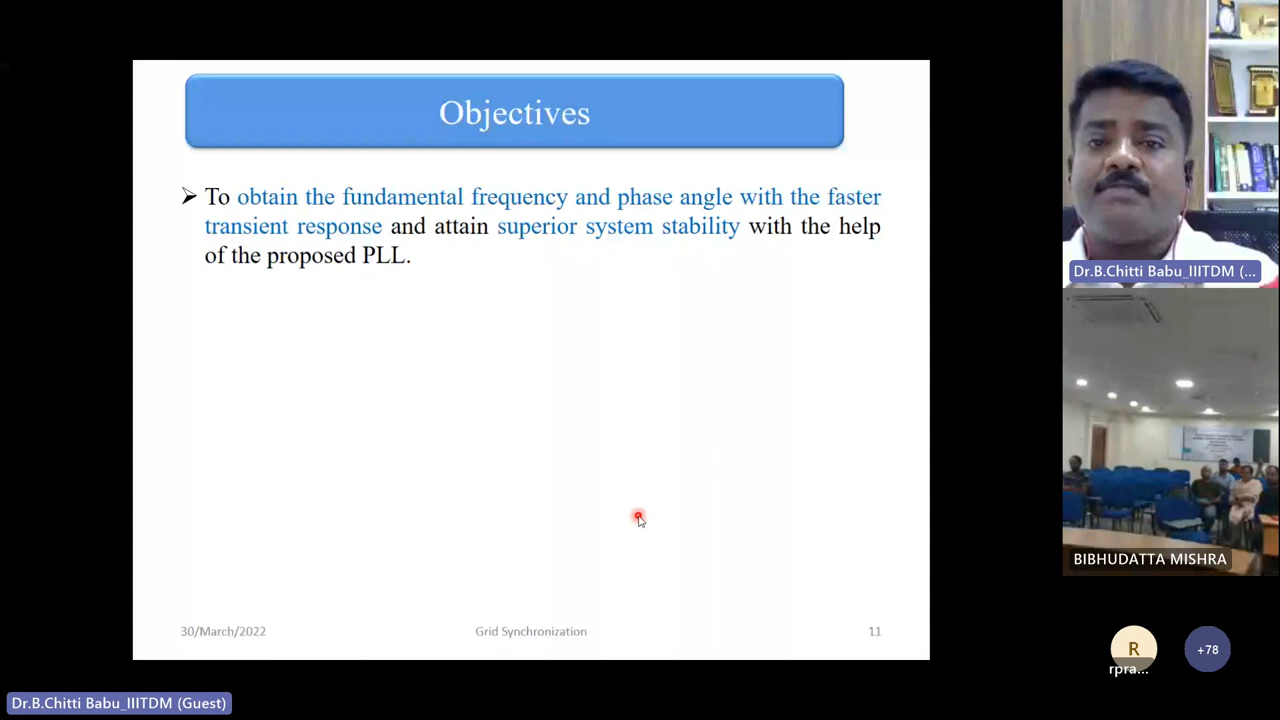 Objectives
➢ To obtain the fundamental frequency and phase angle with the faster
transient response and attain superior system stability with the help
of the proposed PLL.
30/March/2022
Grid Synchronization
11
Dr.B.Chitti Babu_IIITDM (...
BIBHUDATTA MISHRA
R
rpra...
+78
Dr.B.Chitti Babu_IIITDM (Guest)